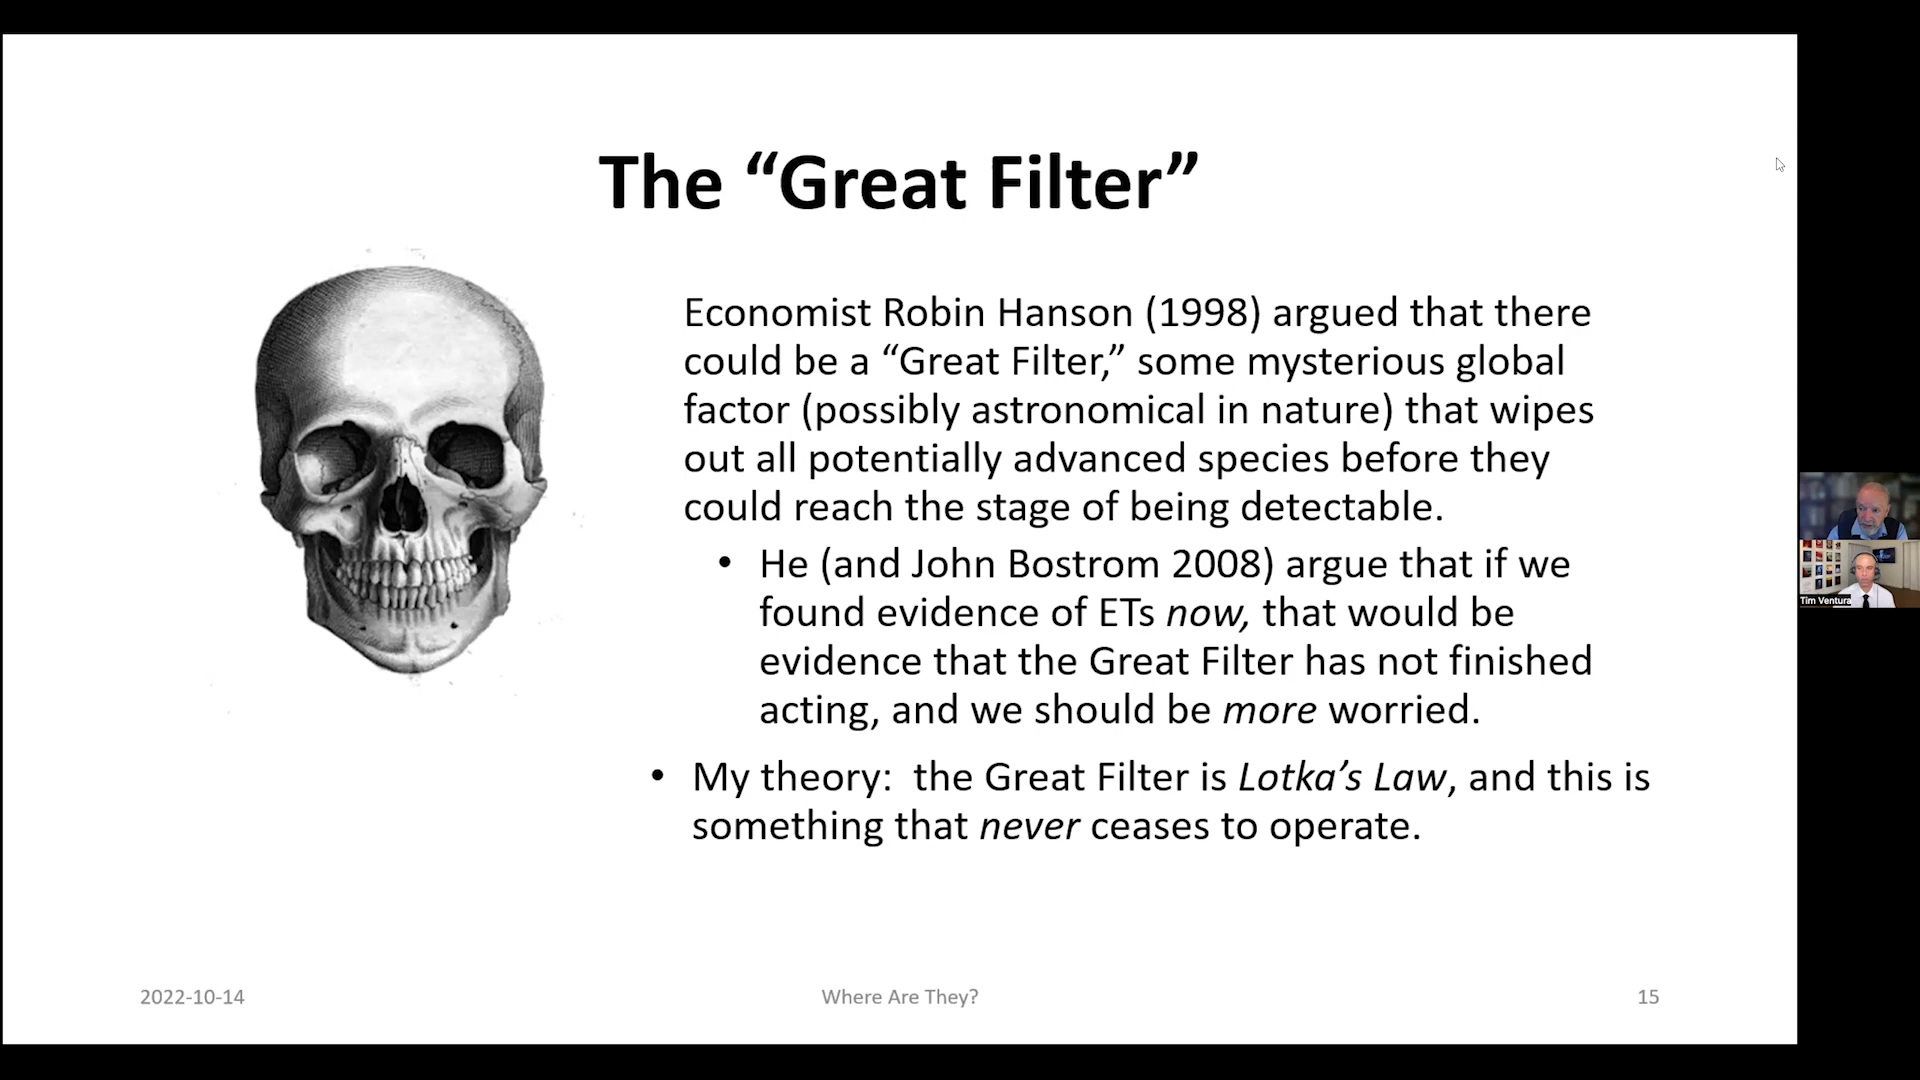 The “Great Filter”
Economist Robin Hanson (1998) argued that there
could be a “Great Filter,” some mysterious global
factor (possibly astronomical in nature) that wipes
out all potentially advanced species before they
could reach the stage of being detectable.
• He (and John Bostrom 2008) argue that if we
found evidence of ETs now, that would be
evidence that the Great Filter has not finished
acting, and we should be more worried.
• My theory:  the Great Filter is Lotka’s Law, and this is
something that never ceases to operate.
Tim Ventura
2022-10-14
Where Are They?
15